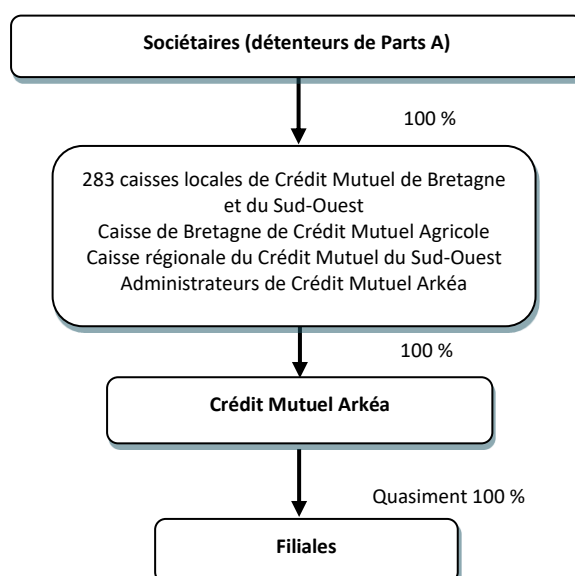 Sociétaires (détenteurs de Parts A)
100 %
283 caisses locales de Crédit Mutuel de Bretagne
et du Sud-Ouest
Caisse de Bretagne de Crédit Mutuel Agricole
Caisse régionale du Crédit Mutuel du Sud-Ouest
Administrateurs de Crédit Mutuel Arkéa
100 %
Crédit Mutuel Arkéa
Quasiment 100 %
Filiales